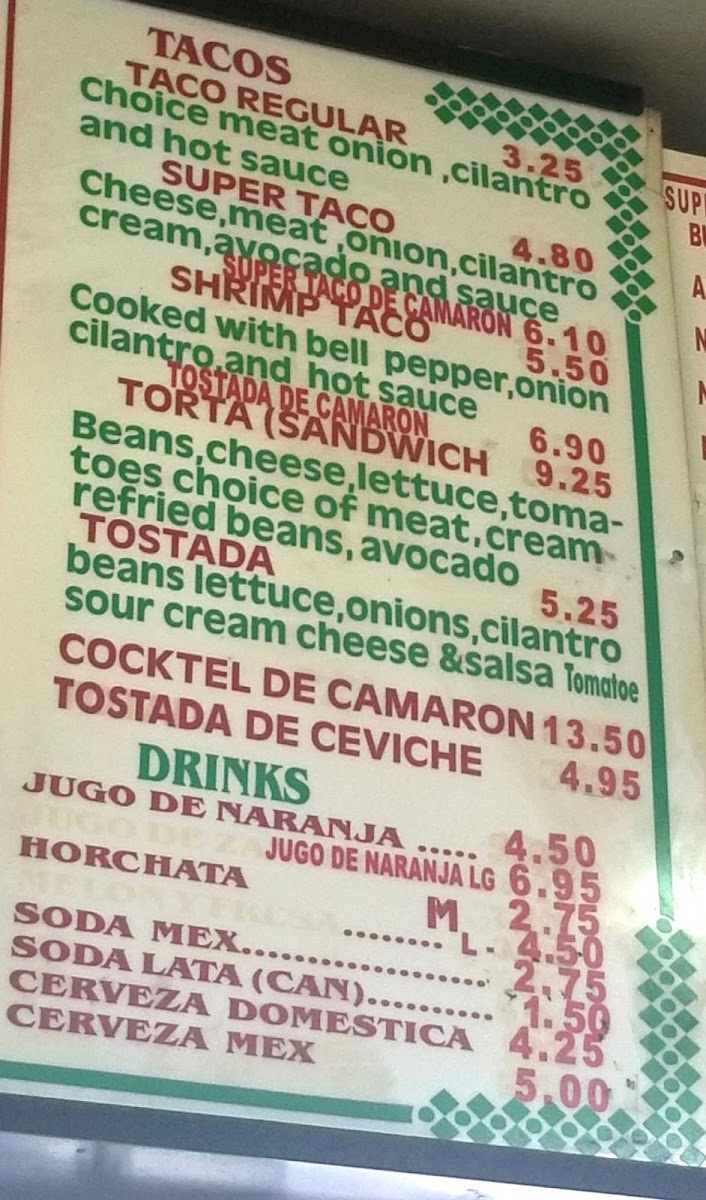 TACOS
TACO REGULAR 3.25
Choice meat onion ,cilantro
and hot sauce
SUPER TACO 4.80
Cheese,meat ,onion,cilantro
cream,avocado and sauce
SUPER TACO DE CAMARON 6.10
SHRIMP TACO 5.50
Cooked with bell pepper,onion
cilantro,and hot sauce
TOSTADA DE CAMARON 6.90
TORTA (SANDWICH 9.25
Beans,cheese,lettuce,toma-
toes choice of meat,cream
refried beans, avocado
TOSTADA 5.25
beans lettuce,onions,cilantro
sour cream cheese &salsa Tomatoe
COCKTEL DE CAMARON 13.50
TOSTADA DE CEVICHE 4.95
DRINKS
JUGO DE NARANJA ..... 4.50
JUGO DE NARANJA LG 6.95
HORCHATA ........ M 2.75
L - 4.50
SODA MEX.................... 2.75
SODA LATA (CAN)........... 1.50
CERVEZA DOMESTICA 4.25
CERVEZA MEX 5.00